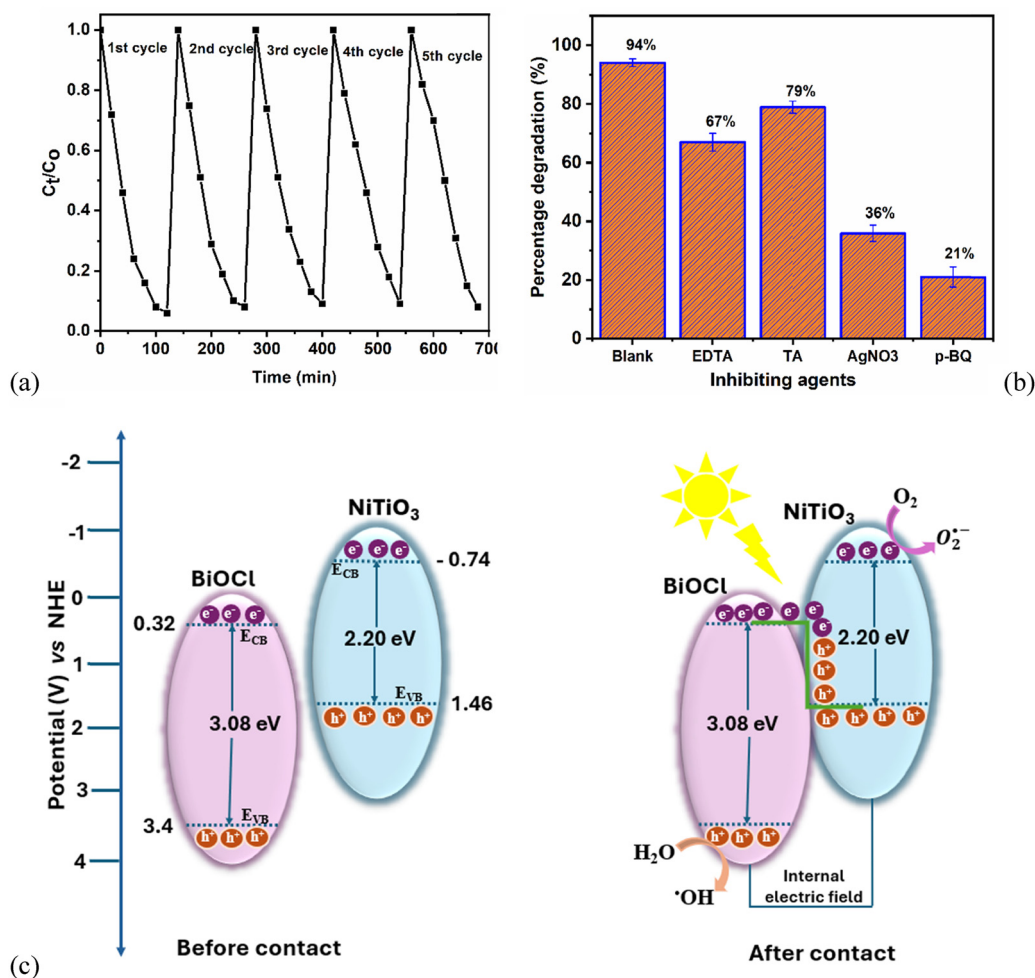 1st cycle 2nd cycle 3rd cycle 4th cycle 5th cycle
1.0
0.8
0.6
0.4
0.2
0.0
Ct/Co
0 100 200 300 400 500 600 700
Time (min)
(a)
94%
67%
79%
36%
21%
100
80
60
40
20
0
Percentage degradation (%)
Blank EDTA TA AgNO3 p-BQ
Inhibiting agents
(b)
Potential (V) vs NHE
-2
-1
0
1
2
3
4
BiOCl
e⁻ e⁻ e⁻
0.32
E_CB
3.08 eV
3.4
E_VB
h⁺ h⁺ h⁺
NiTiO₃
e⁻ e⁻ e⁻
E_CB
- 0.74
2.20 eV
E_VB
1.46
h⁺ h⁺ h⁺ h⁺
Before contact
NiTiO₃
O₂
O₂•⁻
e⁻ e⁻ e⁻
BiOCl
e⁻ e⁻ e⁻ e⁻ e⁻
e⁻
h⁺
h⁺
h⁺
2.20 eV
h⁺ h⁺ h⁺ h⁺
3.08 eV
h⁺ h⁺ h⁺
H₂O
•OH
Internal
electric field
After contact
(c)